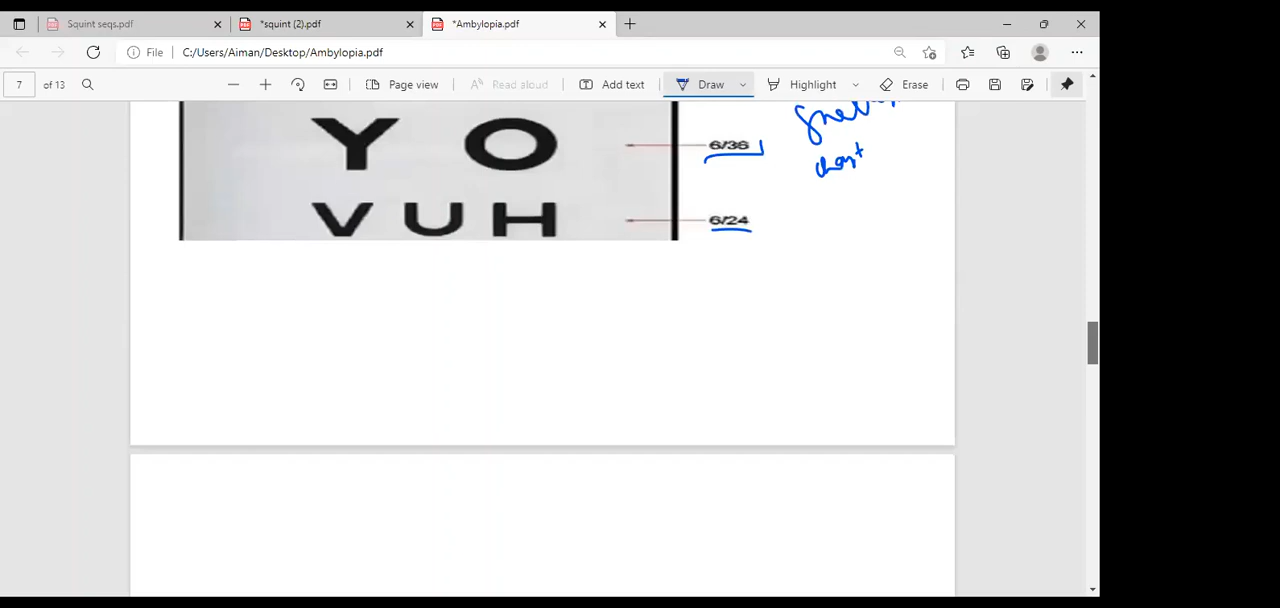 Squint seqs.pdf
*squint (2).pdf
*Ambylopia.pdf
File C:/Users/Aiman/Desktop/Ambylopia.pdf
7 of 13 Page view Read aloud Add text Draw Highlight Erase
Y O 6/36
chart
V U H 6/24